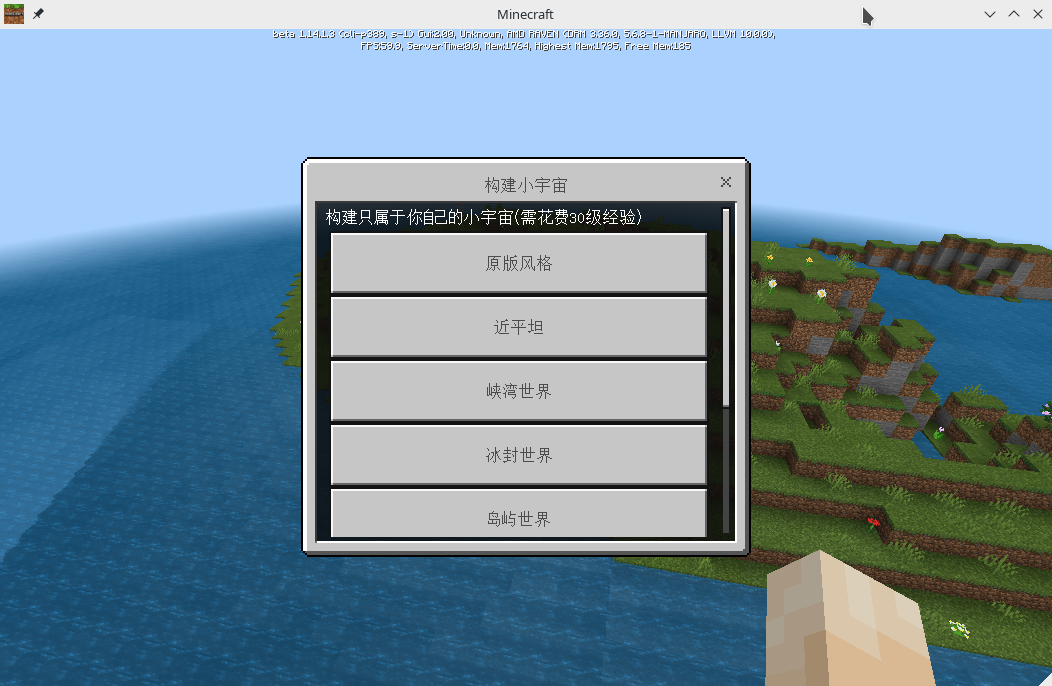 Minecraft
beta 1.14.1.3 (cli-p389, s-1) Gui:2.00, Unknown, AMD RAVEN (DRM 3.36.0, 5.6.8-1-MANJARO, LLVM 10.0.0),
FPS:59.9, ServerTime:0.0, Mem:1764, Highest Mem:1795, Free Mem:185
构建小宇宙
构建只属于你自己的小宇宙(需花费30级经验)
原版风格
近平坦
峡湾世界
冰封世界
岛屿世界